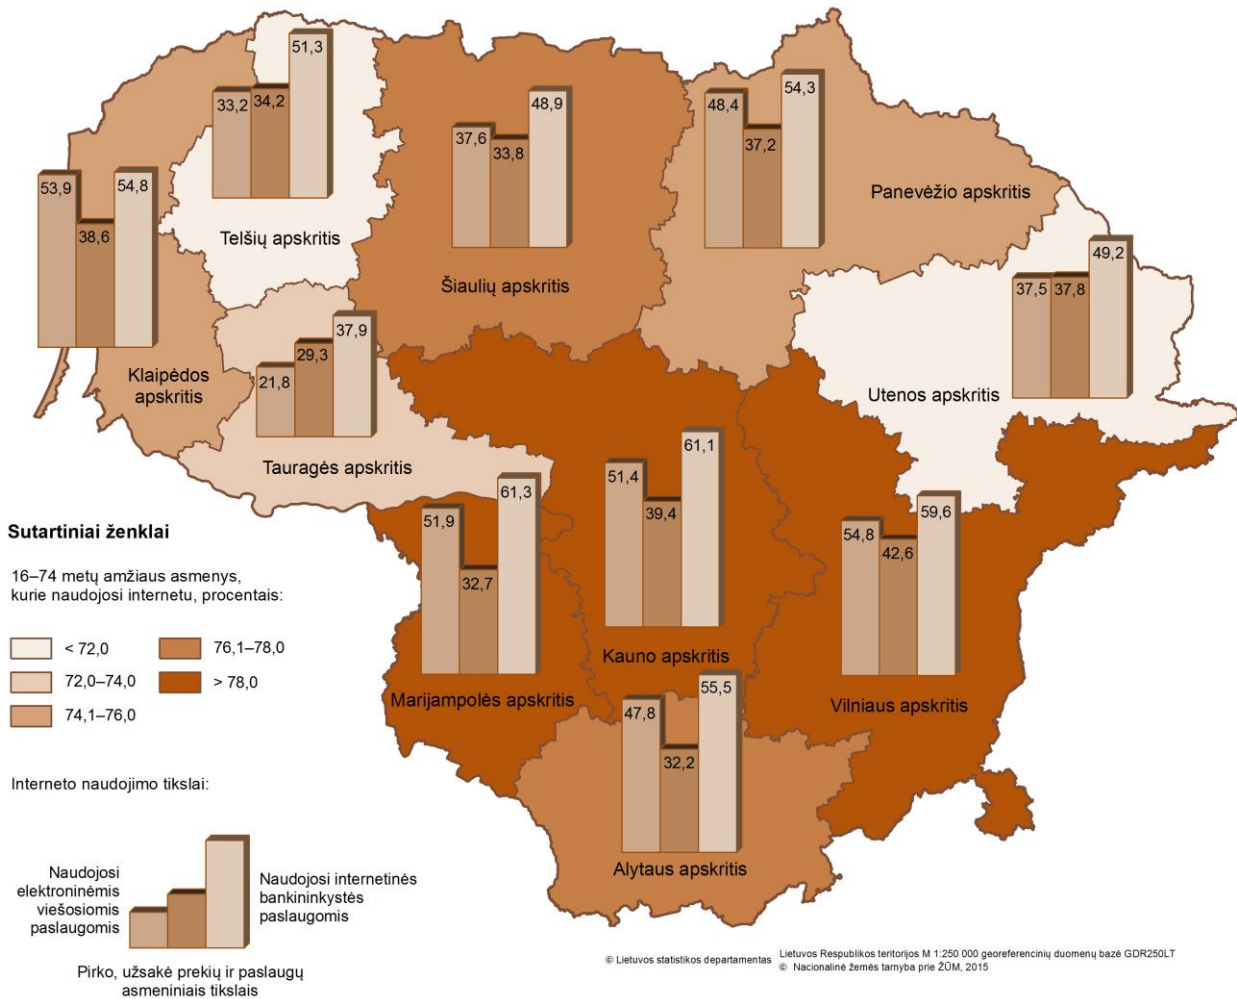 51,3
33,2
34,2
Telšių apskritis
48,9
37,6
33,8
Šiaulių apskritis
54,3
48,4
37,2
Panevėžio apskritis
53,9
54,8
38,6
Klaipėdos
apskritis
37,9
29,3
21,8
Tauragės apskritis
49,2
37,5
37,8
Utenos apskritis
61,1
51,4
39,4
Kauno apskritis
61,3
51,9
32,7
Marijampolės apskritis
59,6
54,8
42,6
Vilniaus apskritis
55,5
47,8
32,2
Alytaus apskritis
Sutartiniai ženklai
16–74 metų amžiaus asmenys,
kurie naudojosi internetu, procentais:
< 72,0
72,0–74,0
74,1–76,0
76,1–78,0
> 78,0
Interneto naudojimo tikslai:
Naudojosi
elektroninėmis
viešosiomis
paslaugomis
Naudojosi internetinės
bankininkystės
paslaugomis
Pirko, užsakė prekių ir paslaugų
asmeniniais tikslais
© Lietuvos statistikos departamentas
Lietuvos Respublikos teritorijos M 1:250 000 georeferencinių duomenų bazė GDR250LT
© Nacionalinė žemės tarnyba prie ŽŪM, 2015